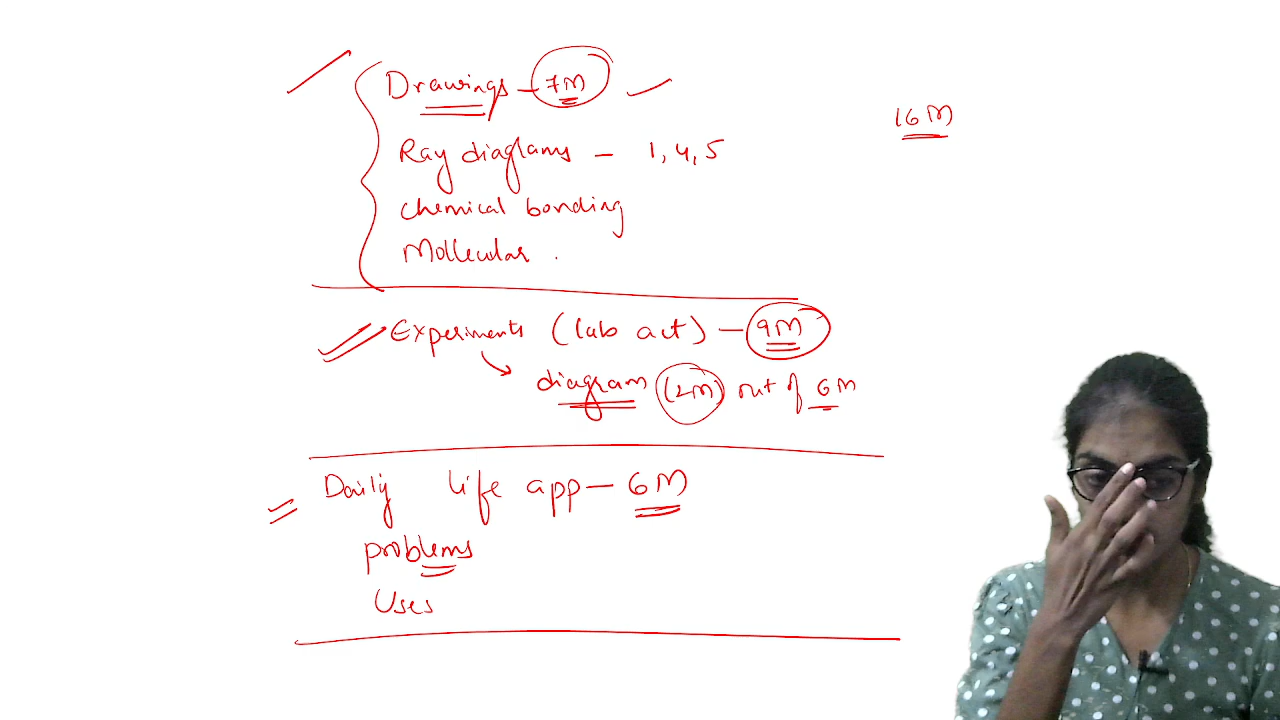 Drawings - 7M
16M
Ray diagrams - 1, 4, 5
chemical bonding
Mollecular .
Experiments (lab act) - 9M
diagram (2M) out of 6M
Daily life app - 6M
problems
Uses